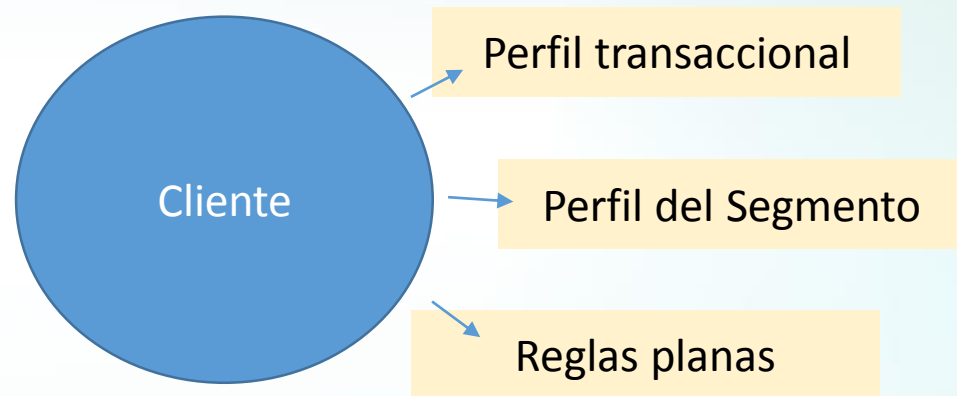 Perfil transaccional
Cliente
Perfil del Segmento
Reglas planas